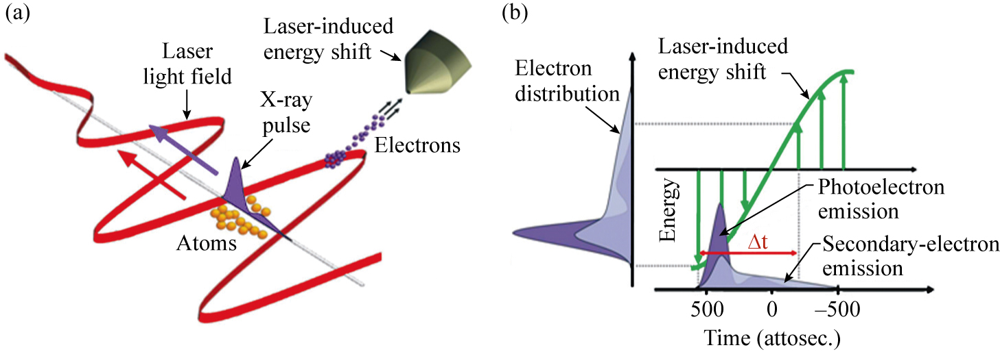 (a)
Laser
light field
X-ray
pulse
Laser-induced
energy shift
Electrons
Atoms
(b)
Electron
distribution
Laser-induced
energy shift
Energy
Photoelectron
emission
Δt
Secondary-electron
emission
500 0 –500
Time (attosec.)